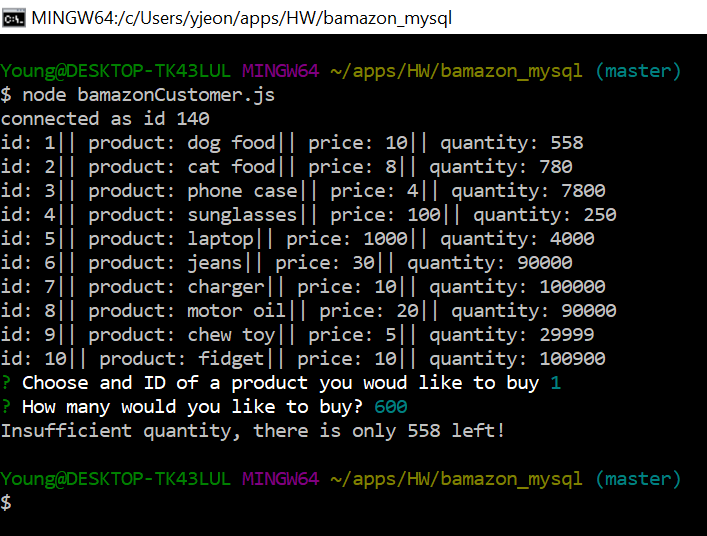 MINGW64:/c/Users/yjeon/apps/HW/bamazon_mysql
Young@DESKTOP-TK43LUL MINGW64 ~/apps/HW/bamazon_mysql (master)
$ node bamazonCustomer.js
connected as id 140
id: 1|| product: dog food|| price: 10|| quantity: 558
id: 2|| product: cat food|| price: 8|| quantity: 780
id: 3|| product: phone case|| price: 4|| quantity: 7800
id: 4|| product: sunglasses|| price: 100|| quantity: 250
id: 5|| product: laptop|| price: 1000|| quantity: 4000
id: 6|| product: jeans|| price: 30|| quantity: 90000
id: 7|| product: charger|| price: 10|| quantity: 100000
id: 8|| product: motor oil|| price: 20|| quantity: 90000
id: 9|| product: chew toy|| price: 5|| quantity: 29999
id: 10|| product: fidget|| price: 10|| quantity: 100900
? Choose and ID of a product you woud like to buy 1
? How many would you like to buy? 600
Insufficient quantity, there is only 558 left!
Young@DESKTOP-TK43LUL MINGW64 ~/apps/HW/bamazon_mysql (master)
$